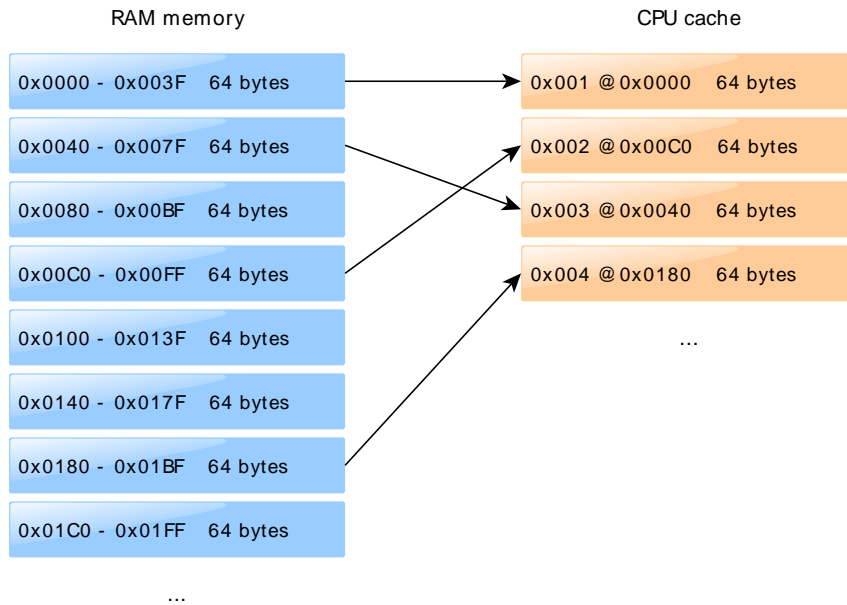 RAM memory
CPU cache
0x0000 - 0x003F 64 bytes
0x001 @ 0x0000 64 bytes
0x0040 - 0x007F 64 bytes
0x002 @ 0x00C0 64 bytes
0x0080 - 0x00BF 64 bytes
0x003 @ 0x0040 64 bytes
0x00C0 - 0x00FF 64 bytes
0x004 @ 0x0180 64 bytes
0x0100 - 0x013F 64 bytes
...
0x0140 - 0x017F 64 bytes
0x0180 - 0x01BF 64 bytes
0x01C0 - 0x01FF 64 bytes
...